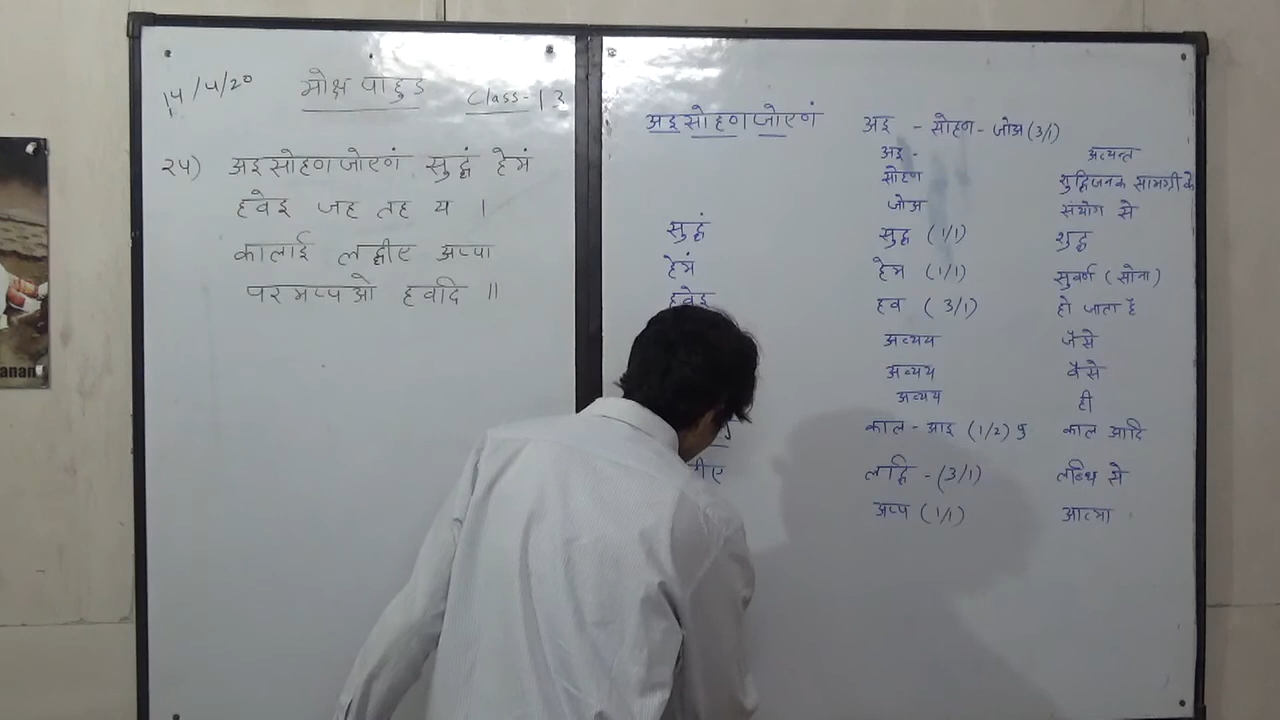 14/4/20 मोक्ष पाहुड Class-13
२५) अइसोहणजोएणं सुद्धं हेमं
हवेइ जह तह य ।
कालाई लद्धीए अप्पा
परमप्पओ हवदि ॥
अइसोहणजोएणं अइ - सोहण - जोअ (3/1)
अइ - अत्यन्त
सोहण शुद्धिजनक सामग्री के
जोअ संयोग से
सुद्धं सुद्ध (1/1) शुद्ध
हेमं हेम (1/1) सुवर्ण (सोना)
हवेइ हव (3/1) हो जाता है
अव्यय जैसे
अव्यय वैसे
अव्यय ही
काल - आइ (1/2) काल आदि
लद्धि - (3/1) लब्धि से
अप्प (1/1) आत्मा
anan